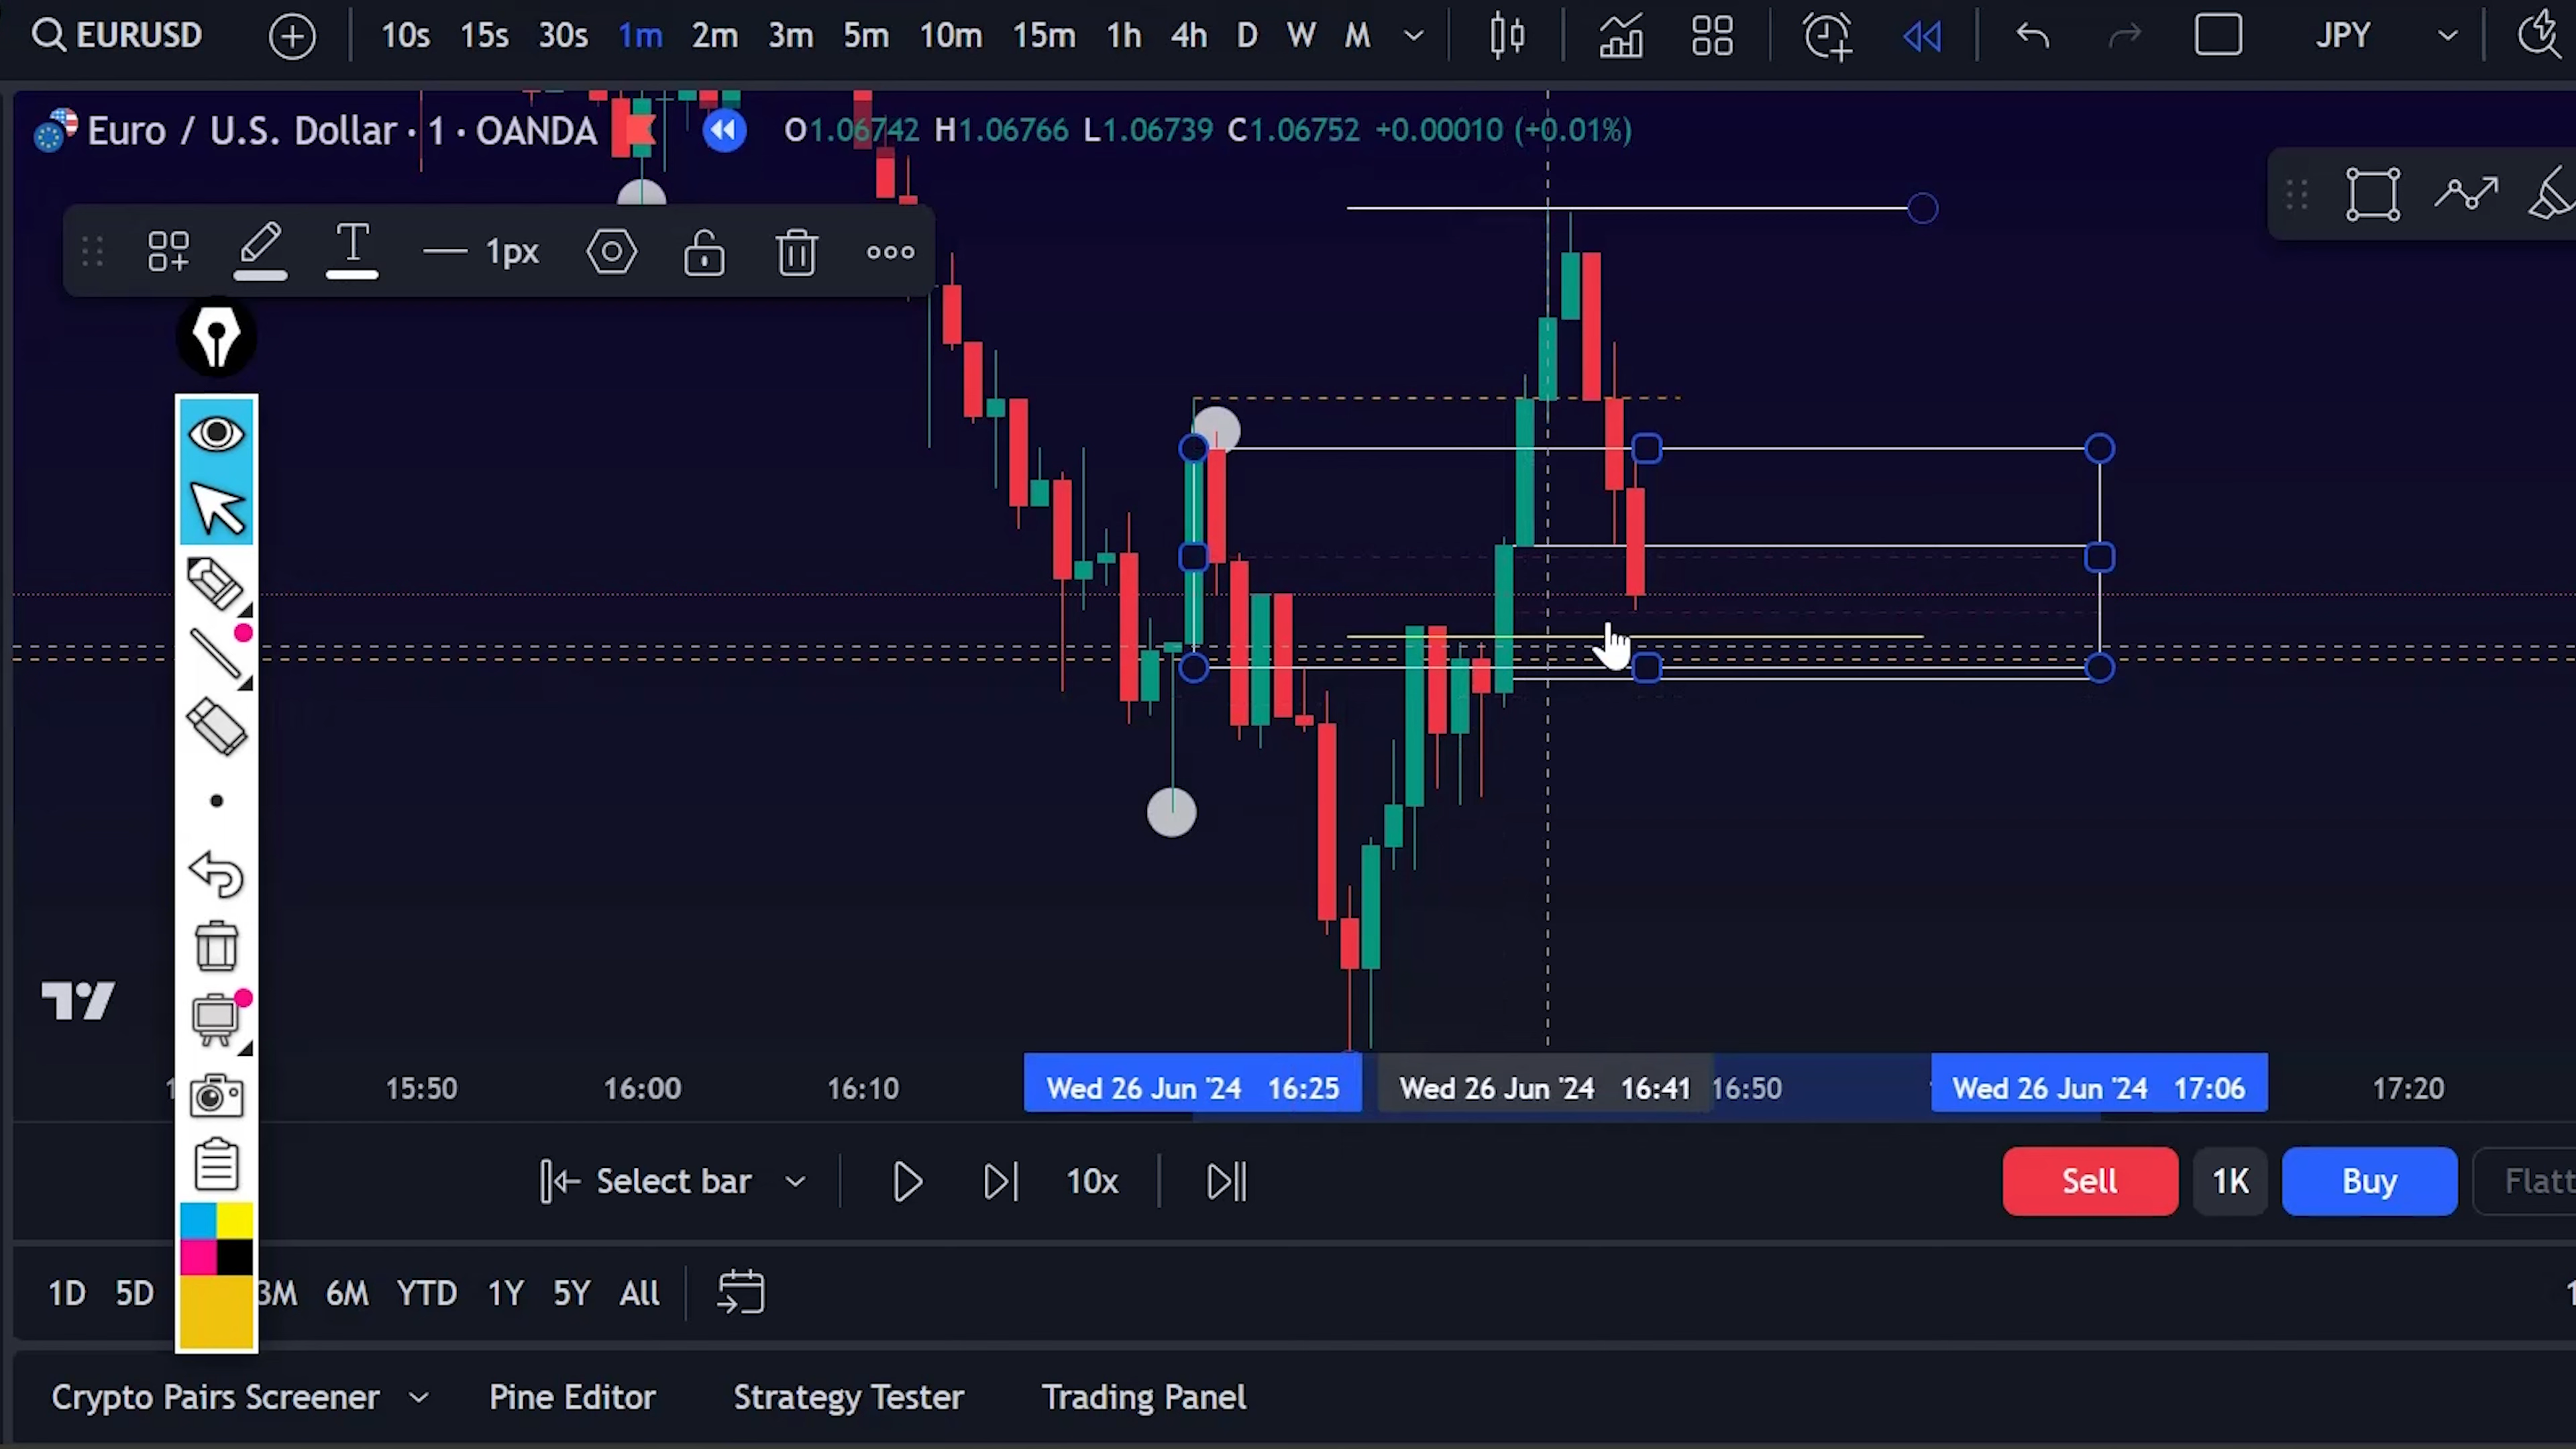 EURUSD 10s 15s 30s 1m 2m 3m 5m 10m 15m 1h 4h D W M JPY
Euro / U.S. Dollar · 1 · OANDA O1.06742 H1.06766 L1.06739 C1.06752 +0.00010 (+0.01%)
T 1px
15:50 16:00 16:10 Wed 26 Jun '24 16:25 Wed 26 Jun '24 16:41 16:50 Wed 26 Jun '24 17:06 17:20
Select bar 10x Sell 1K Buy
1D 5D 3M 6M YTD 1Y 5Y All
Crypto Pairs Screener Pine Editor Strategy Tester Trading Panel